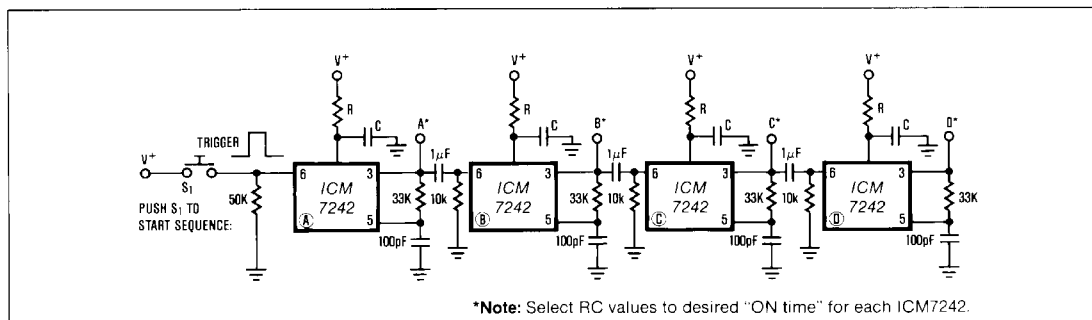 V+ V+ V+ V+
R R R R
C A* C B* C C* C D*
TRIGGER
V+
S1
PUSH S1 TO
START SEQUENCE:
50K
6 ICM 7242 3 5 A
33K
100pF
1µF
10k
6 ICM 7242 3 5 B
33K
100pF
1µF
10k
6 ICM 7242 3 5 C
33K
100pF
1µF
10k
6 ICM 7242 3 5 D
33K
100pF
*Note: Select RC values to desired "ON time" for each ICM7242.